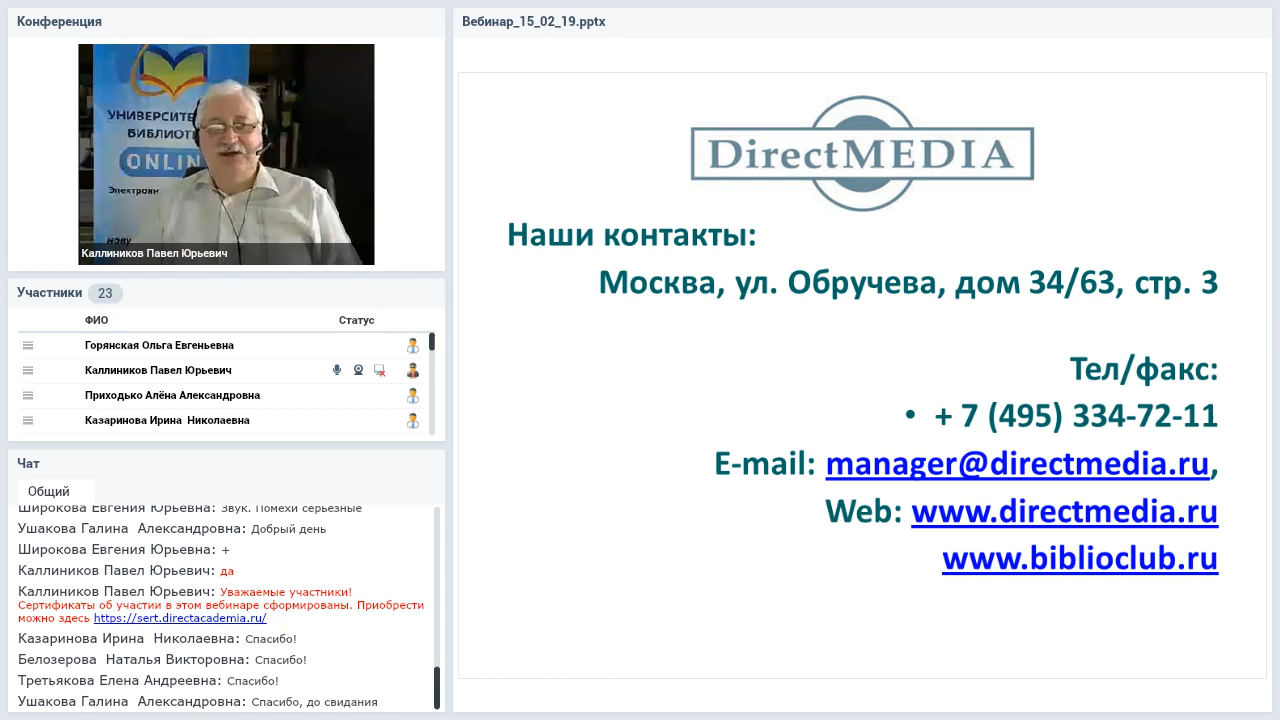 Конференция
УНИВЕРСИТЕ
БИБЛИОТ
ONLIN
Электронн
нову
Каллиников Павел Юрьевич
Участники 23
ФИО Статус
Горянская Ольга Евгеньевна
Каллиников Павел Юрьевич
Приходько Алёна Александровна
Казаринова Ирина Николаевна
Чат
Общий
Широкова Евгения Юрьевна: Звук. Помехи серьезные
Ушакова Галина Александровна: Добрый день
Широкова Евгения Юрьевна: +
Каллиников Павел Юрьевич: да
Каллиников Павел Юрьевич: Уважаемые участники!
Сертификаты об участии в этом вебинаре сформированы. Приобрести
можно здесь https://sert.directacademia.ru/
Казаринова Ирина Николаевна: Спасибо!
Белозерова Наталья Викторовна: Спасибо!
Третьякова Елена Андреевна: Спасибо!
Ушакова Галина Александровна: Спасибо, до свидания
Вебинар_15_02_19.pptx
DirectMEDIA
Наши контакты:
Москва, ул. Обручева, дом 34/63, стр. 3
Тел/факс:
• + 7 (495) 334-72-11
E-mail: manager@directmedia.ru,
Web: www.directmedia.ru
www.biblioclub.ru